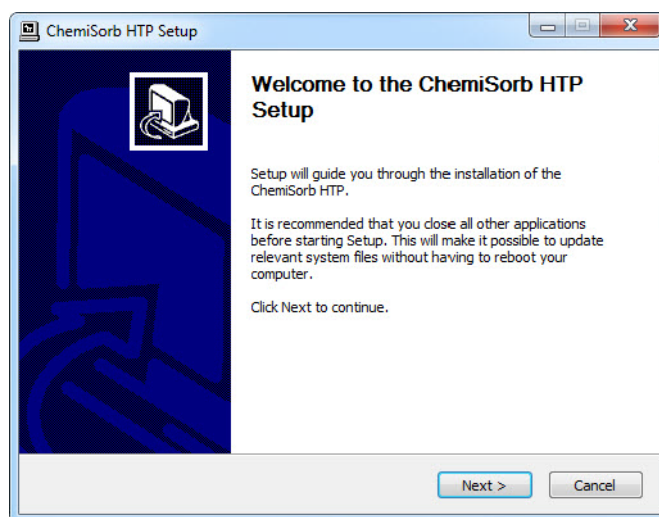 ChemiSorb HTP Setup
Welcome to the ChemiSorb HTP
Setup
Setup will guide you through the installation of the
ChemiSorb HTP.
It is recommended that you close all other applications
before starting Setup. This will make it possible to update
relevant system files without having to reboot your
computer.
Click Next to continue.
Next >
Cancel